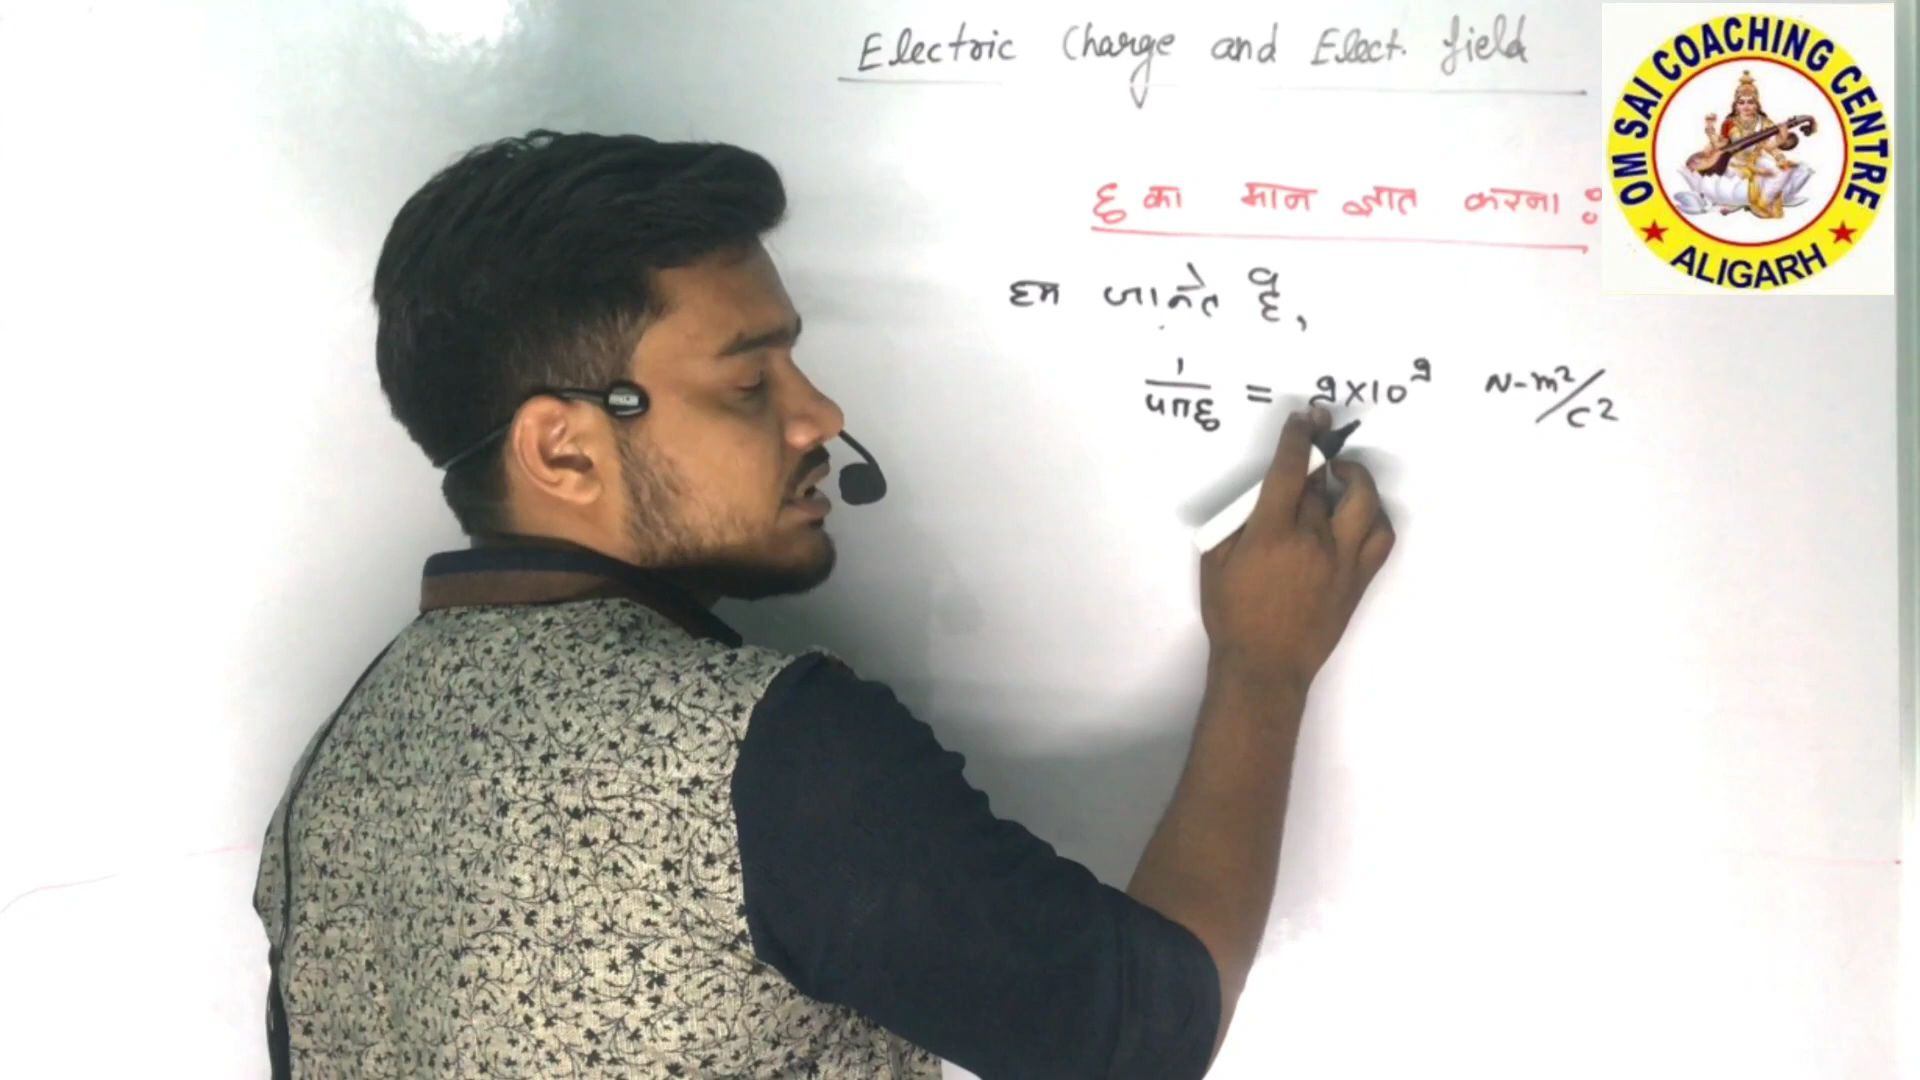 Electric Charge and Elect. field
ε₀ का मान ज्ञात करना :
हम जानते है,
1/4πε₀ = 9×10⁹ N-m²/C²
OM SAI COACHING CENTRE
★ ALIGARH ★